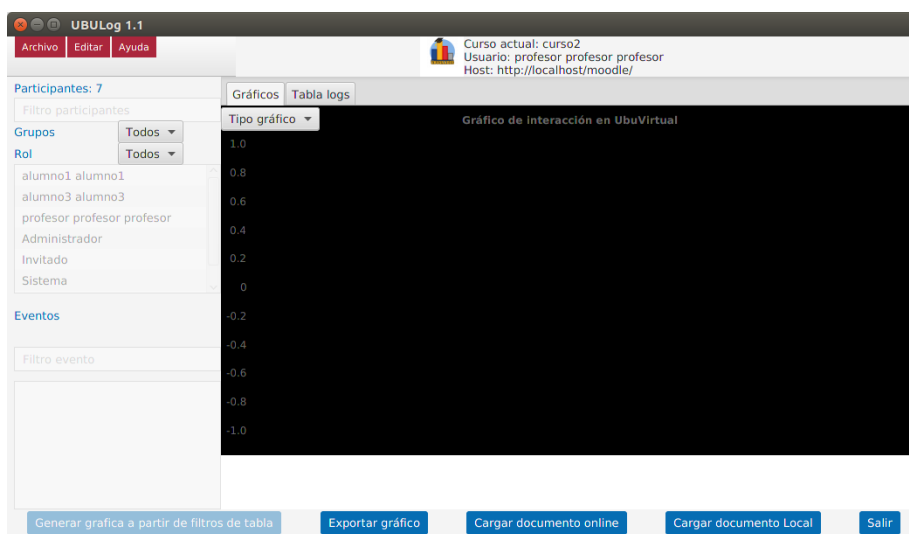 UBULog 1.1
Archivo Editar Ayuda
Curso actual: curso2
Usuario: profesor profesor profesor
Host: http://localhost/moodle/
Participantes: 7
Filtro participantes
Grupos Todos
Rol Todos
alumno1 alumno1
alumno3 alumno3
profesor profesor profesor
Administrador
Invitado
Sistema
Eventos
Filtro evento
Gráficos Tabla logs
Tipo gráfico
Gráfico de interacción en UbuVirtual
1.0
0.8
0.6
0.4
0.2
0
-0.2
-0.4
-0.6
-0.8
-1.0
Generar grafica a partir de filtros de tabla
Exportar gráfico
Cargar documento online
Cargar documento Local
Salir